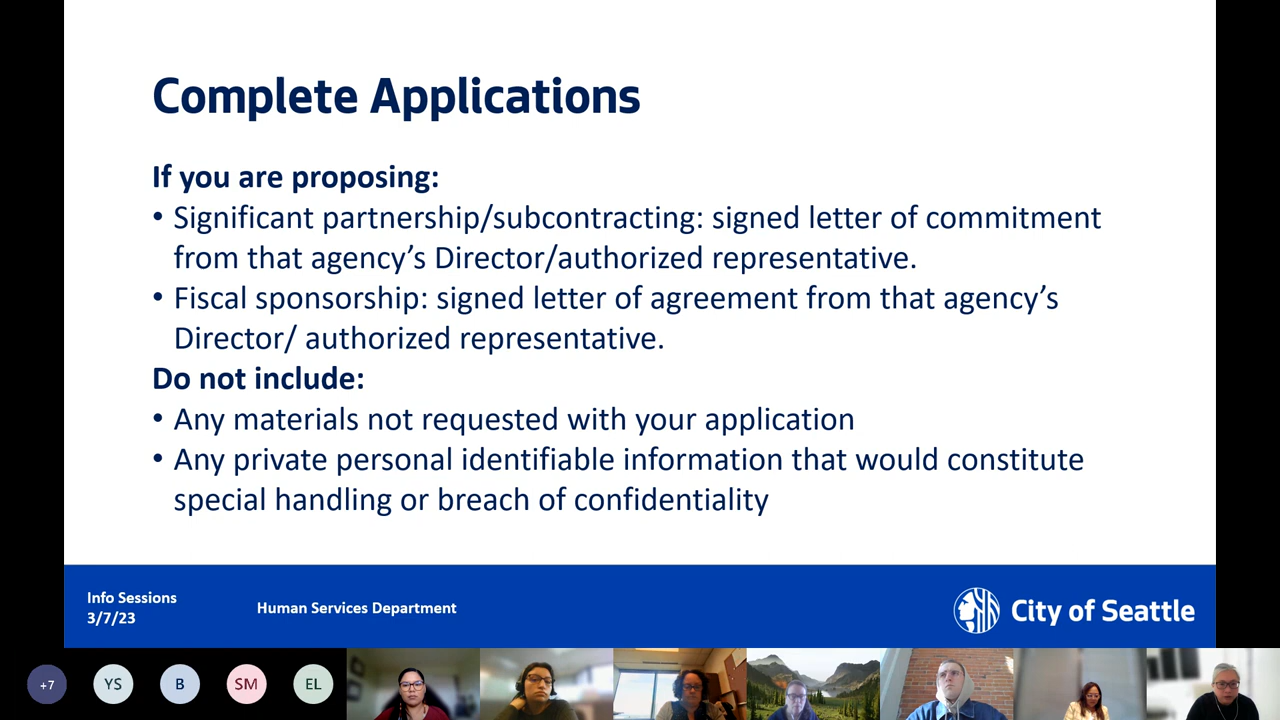 Complete Applications
If you are proposing:
• Significant partnership/subcontracting: signed letter of commitment
from that agency’s Director/authorized representative.
• Fiscal sponsorship: signed letter of agreement from that agency’s
Director/ authorized representative.
Do not include:
• Any materials not requested with your application
• Any private personal identifiable information that would constitute
special handling or breach of confidentiality
Info Sessions
3/7/23
Human Services Department
City of Seattle
+7
YS
B
SM
EL